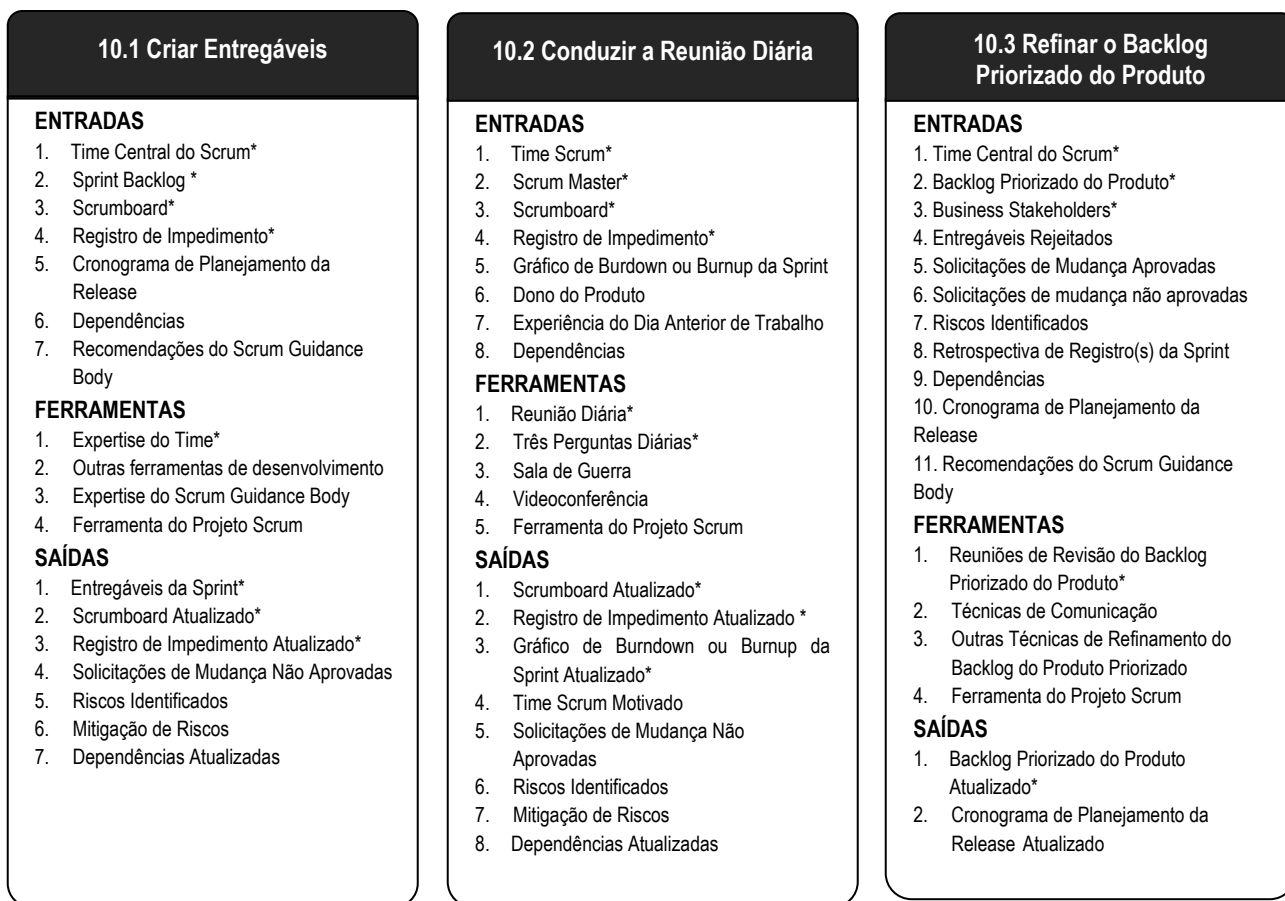 10.1 Criar Entregáveis
ENTRADAS
1. Time Central do Scrum*
2. Sprint Backlog *
3. Scrumboard*
4. Registro de Impedimento*
5. Cronograma de Planejamento da
Release
6. Dependências
7. Recomendações do Scrum Guidance
Body
FERRAMENTAS
1. Expertise do Time*
2. Outras ferramentas de desenvolvimento
3. Expertise do Scrum Guidance Body
4. Ferramenta do Projeto Scrum
SAÍDAS
1. Entregáveis da Sprint*
2. Scrumboard Atualizado*
3. Registro de Impedimento Atualizado*
4. Solicitações de Mudança Não Aprovadas
5. Riscos Identificados
6. Mitigação de Riscos
7. Dependências Atualizadas
10.2 Conduzir a Reunião Diária
ENTRADAS
1. Time Scrum*
2. Scrum Master*
3. Scrumboard*
4. Registro de Impedimento*
5. Gráfico de Burdown ou Burnup da Sprint
6. Dono do Produto
7. Experiência do Dia Anterior de Trabalho
8. Dependências
FERRAMENTAS
1. Reunião Diária*
2. Três Perguntas Diárias*
3. Sala de Guerra
4. Videoconferência
5. Ferramenta do Projeto Scrum
SAÍDAS
1. Scrumboard Atualizado*
2. Registro de Impedimento Atualizado *
3. Gráfico de Burndown ou Burnup da
Sprint Atualizado*
4. Time Scrum Motivado
5. Solicitações de Mudança Não
Aprovadas
6. Riscos Identificados
7. Mitigação de Riscos
8. Dependências Atualizadas
10.3 Refinar o Backlog
Priorizado do Produto
ENTRADAS
1. Time Central do Scrum*
2. Backlog Priorizado do Produto*
3. Business Stakeholders*
4. Entregáveis Rejeitados
5. Solicitações de Mudança Aprovadas
6. Solicitações de mudança não aprovadas
7. Riscos Identificados
8. Retrospectiva de Registro(s) da Sprint
9. Dependências
10. Cronograma de Planejamento da
Release
11. Recomendações do Scrum Guidance
Body
FERRAMENTAS
1. Reuniões de Revisão do Backlog
Priorizado do Produto*
2. Técnicas de Comunicação
3. Outras Técnicas de Refinamento do
Backlog do Produto Priorizado
4. Ferramenta do Projeto Scrum
SAÍDAS
1. Backlog Priorizado do Produto
Atualizado*
2. Cronograma de Planejamento da
Release Atualizado